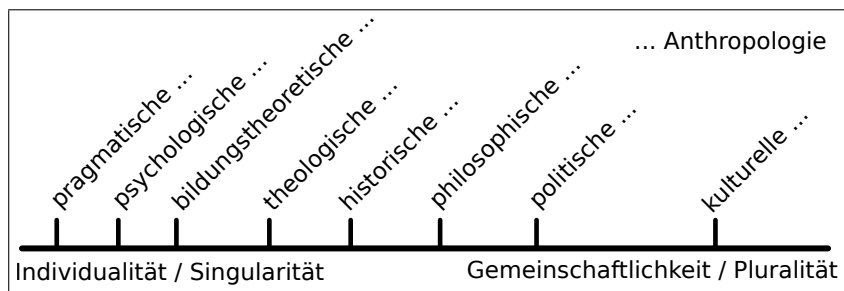 ... Anthropologie
pragmatische ...
psychologische ...
bildungstheoretische ...
theologische ...
historische ...
philosophische ...
politische ...
kulturelle ...
Individualität / Singularität
Gemeinschaftlichkeit / Pluralität